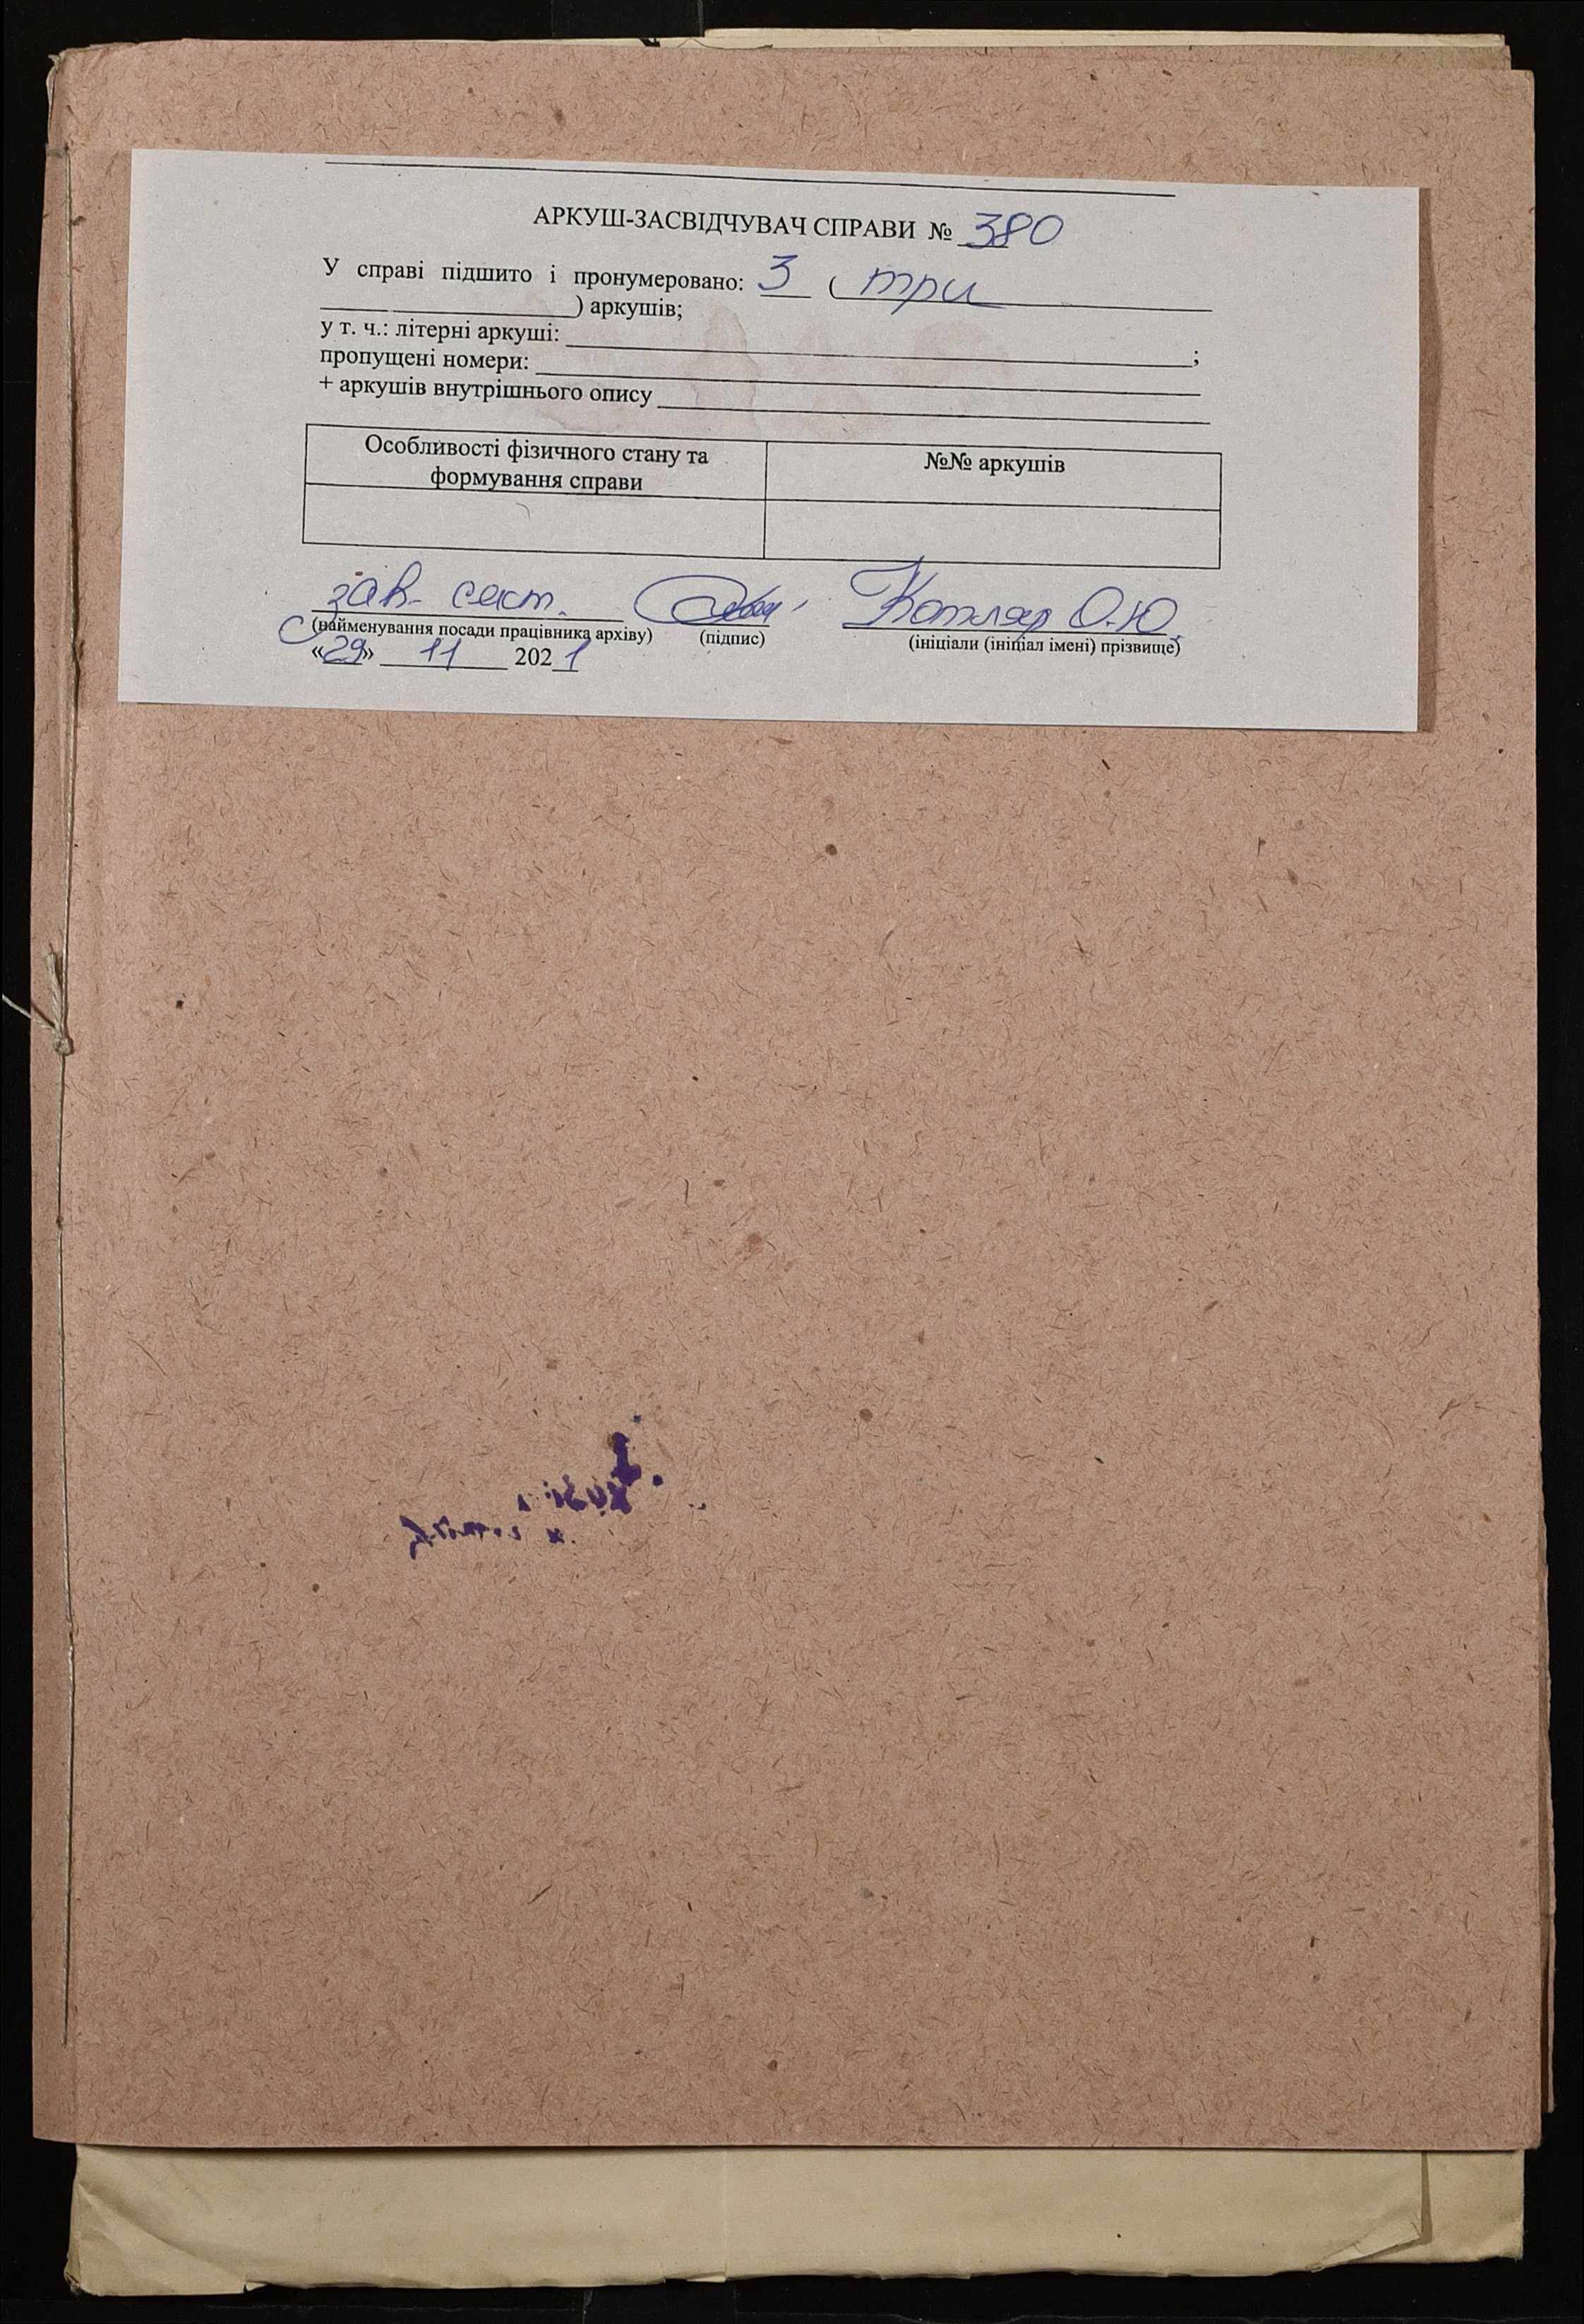 АРКУШ-ЗАСВІДЧУВАЧ СПРАВИ № 380
У справі підшито і пронумеровано: 3 ( три
) аркушів;
у т. ч.: літерні аркуші: ;
пропущені номери:
+ аркушів внутрішнього опису
Особливості фізичного стану та
формування справи
№№ аркушів
зав. сект. Котляр О.Ю.
(найменування посади працівника архіву) (підпис) (ініціали (ініціал імені) прізвище)
«29» 11 2021